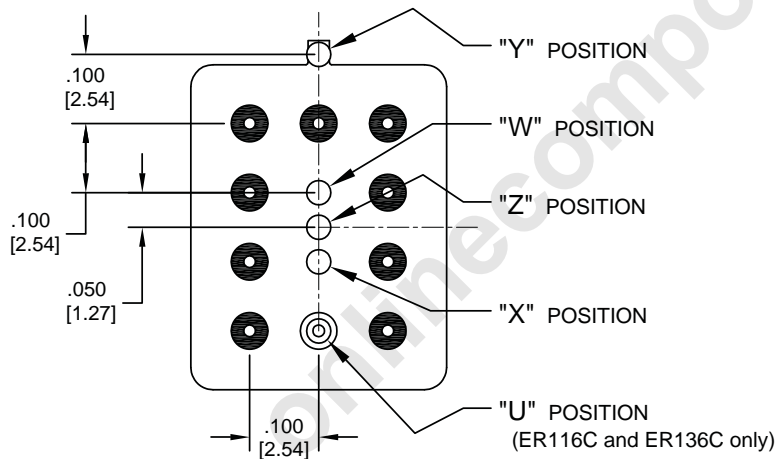 "Y" POSITION
.100
[2.54]
"W" POSITION
"Z" POSITION
.100
[2.54]
.050
[1.27]
"X" POSITION
"U" POSITION
(ER116C and ER136C only)
.100
[2.54]
onlinecompo